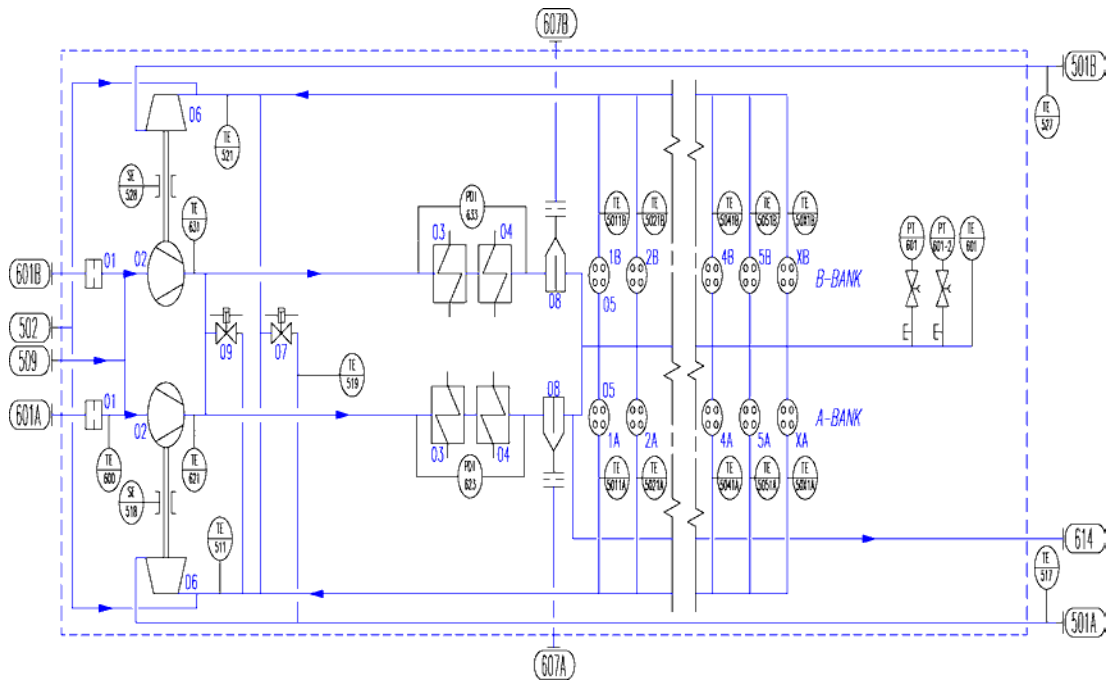 607B
501B
06
TE
521
TE
527
SE
528
TE
631
PDI
633
TE
5011B
TE
5021B
TE
5041B
TE
5051B
TE
50X1B
PT
601
PT
601-2
TE
601
03
04
1B
2B
4B
5B
XB
B-BANK
601B
01
02
08
05
502
09
07
509
TE
519
601A
01
02
03
04
08
05
1A
2A
4A
5A
XA
A-BANK
TE
600
TE
621
PDI
623
TE
5011A
TE
5021A
TE
5041A
TE
5051A
TE
50X1A
SE
518
TE
511
614
06
TE
517
501A
607A